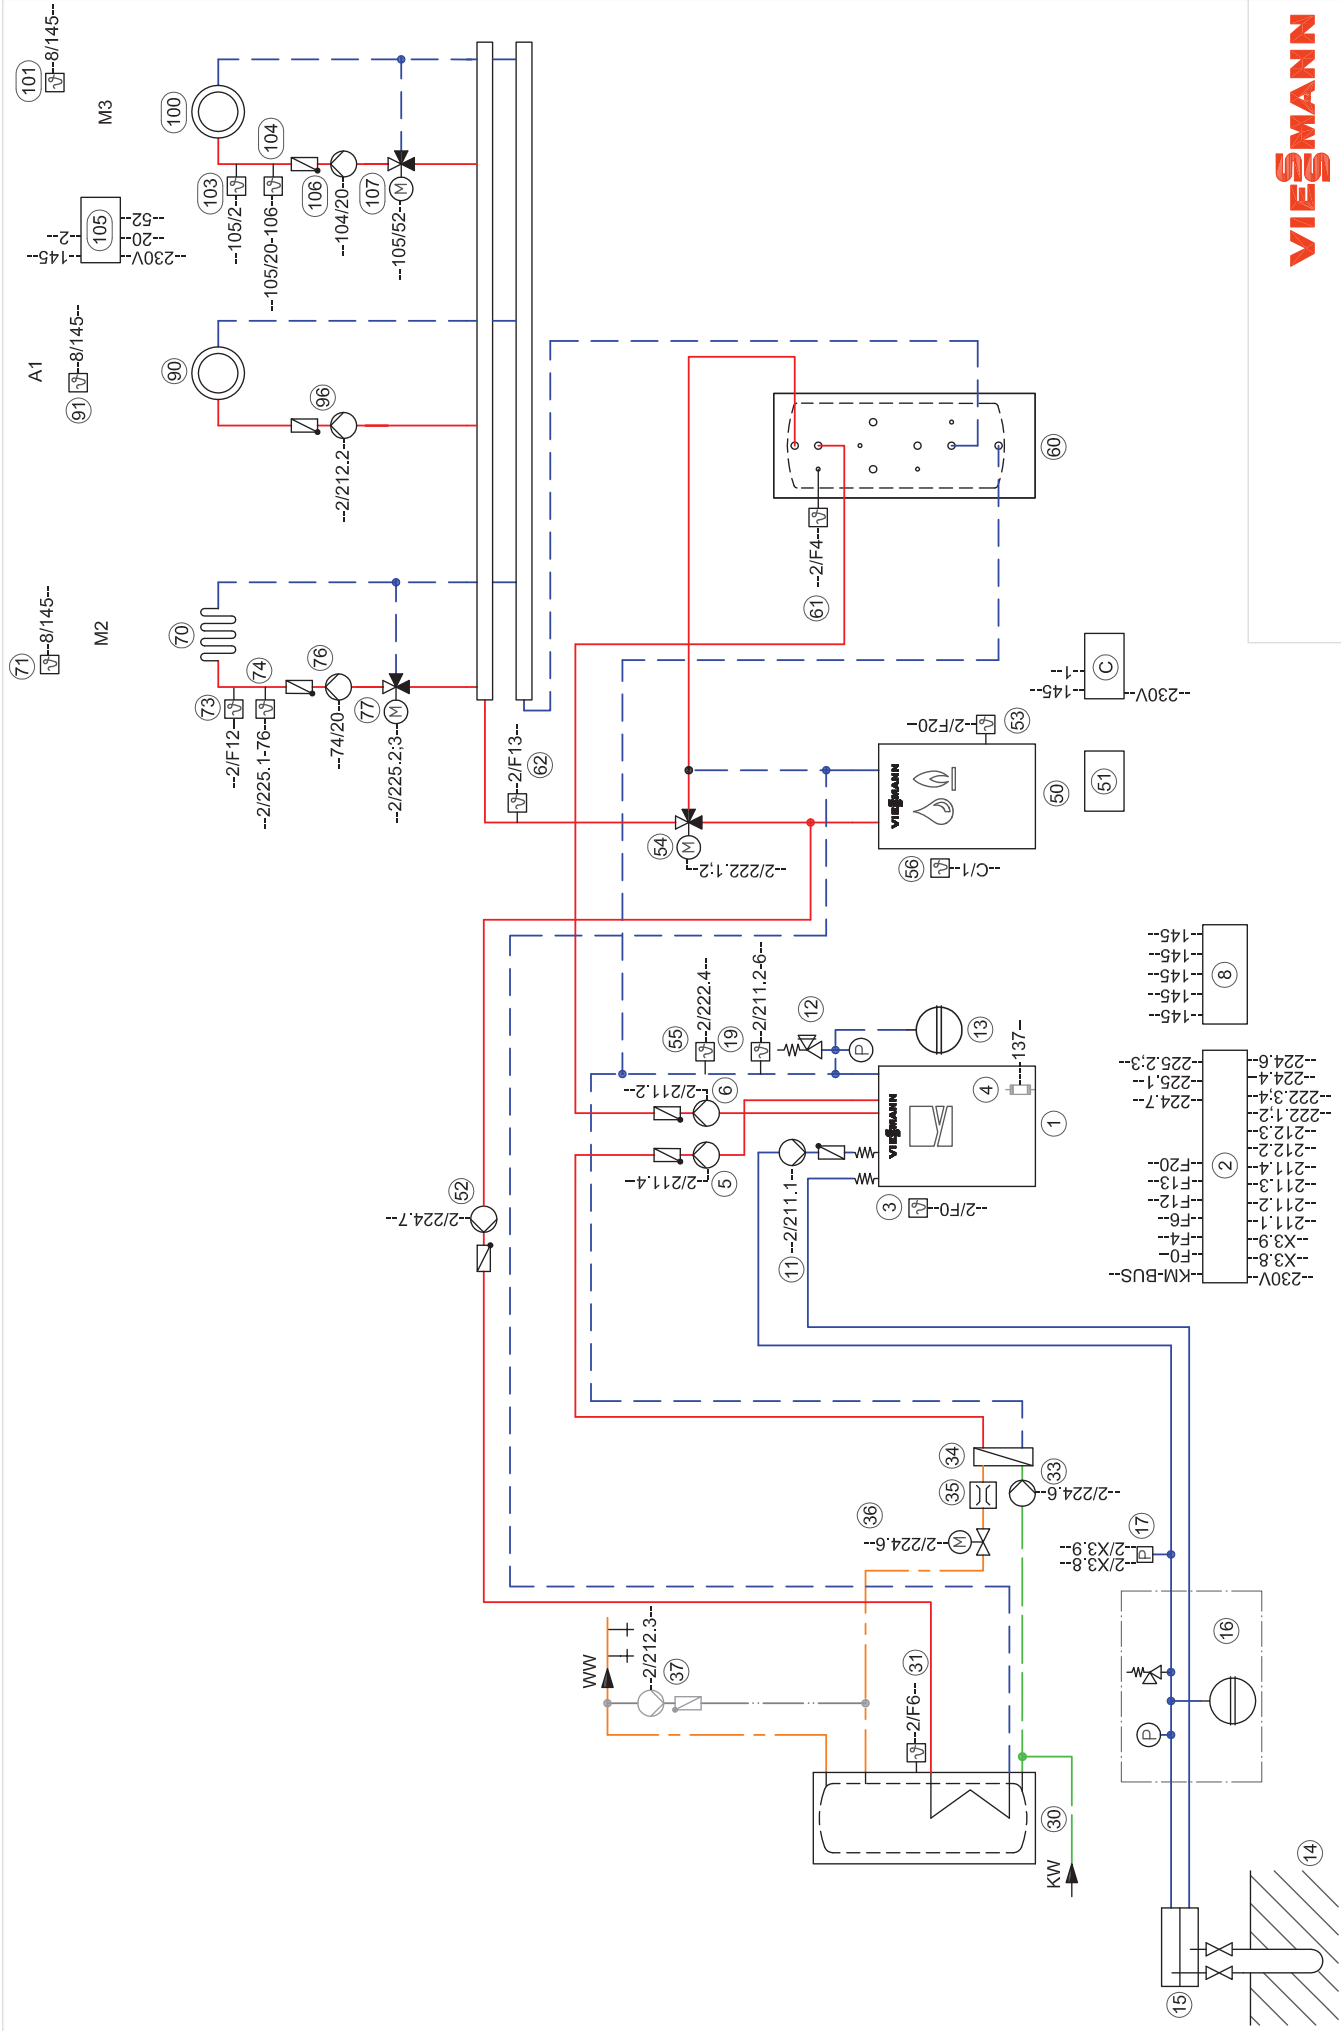 101
--8/145--
M3
100
103
104
--105/2--
--105/20-106--
106
--104/20--
107
M
--105/52--
105
--2--
--145--
--52--
--20--
--230V--
A1
91
--8/145--
90
96
--2/212.2--
71
--8/145--
M2
70
73
74
--2/F12--
--2/225.1-76--
76
--74/20--
77
M
--2/225.2;3--
--2/F13--
62
54
M
--2/222.1;2--
60
--2/F4--
61
C
--1--
--145--
--230V--
--2/F20--
53
50
51
VIESMANN
56
--C/1--
55
--2/222.4--
19
--2/211.2-6--
12
P
13
6
--2/211.2--
5
--2/211.4--
11
--2/211.1--
VIESMANN
4
--137--
1
3
--2/F0--
8
--145--
--145--
--145--
--145--
--145--
2
--225.2;3--
--225.1--
--224.7--
--F20--
--F13--
--F12--
--F6--
--F4--
--F0--
--KM-BUS--
--224.6--
--224.4--
--222.3;4--
--222.1;2--
--212.3--
--212.2--
--211.4--
--211.3--
--211.2--
--211.1--
--X3.9--
--X3.8--
--230V--
52
--2/224.7--
34
33
--2/224.6--
35
36
--2/224.6--
M
17
--2/X3.9--
--2/X3.8--
P
16
P
WW
--2/212.3--
37
31
--2/F6--
30
KW
14
15
VIESMANN